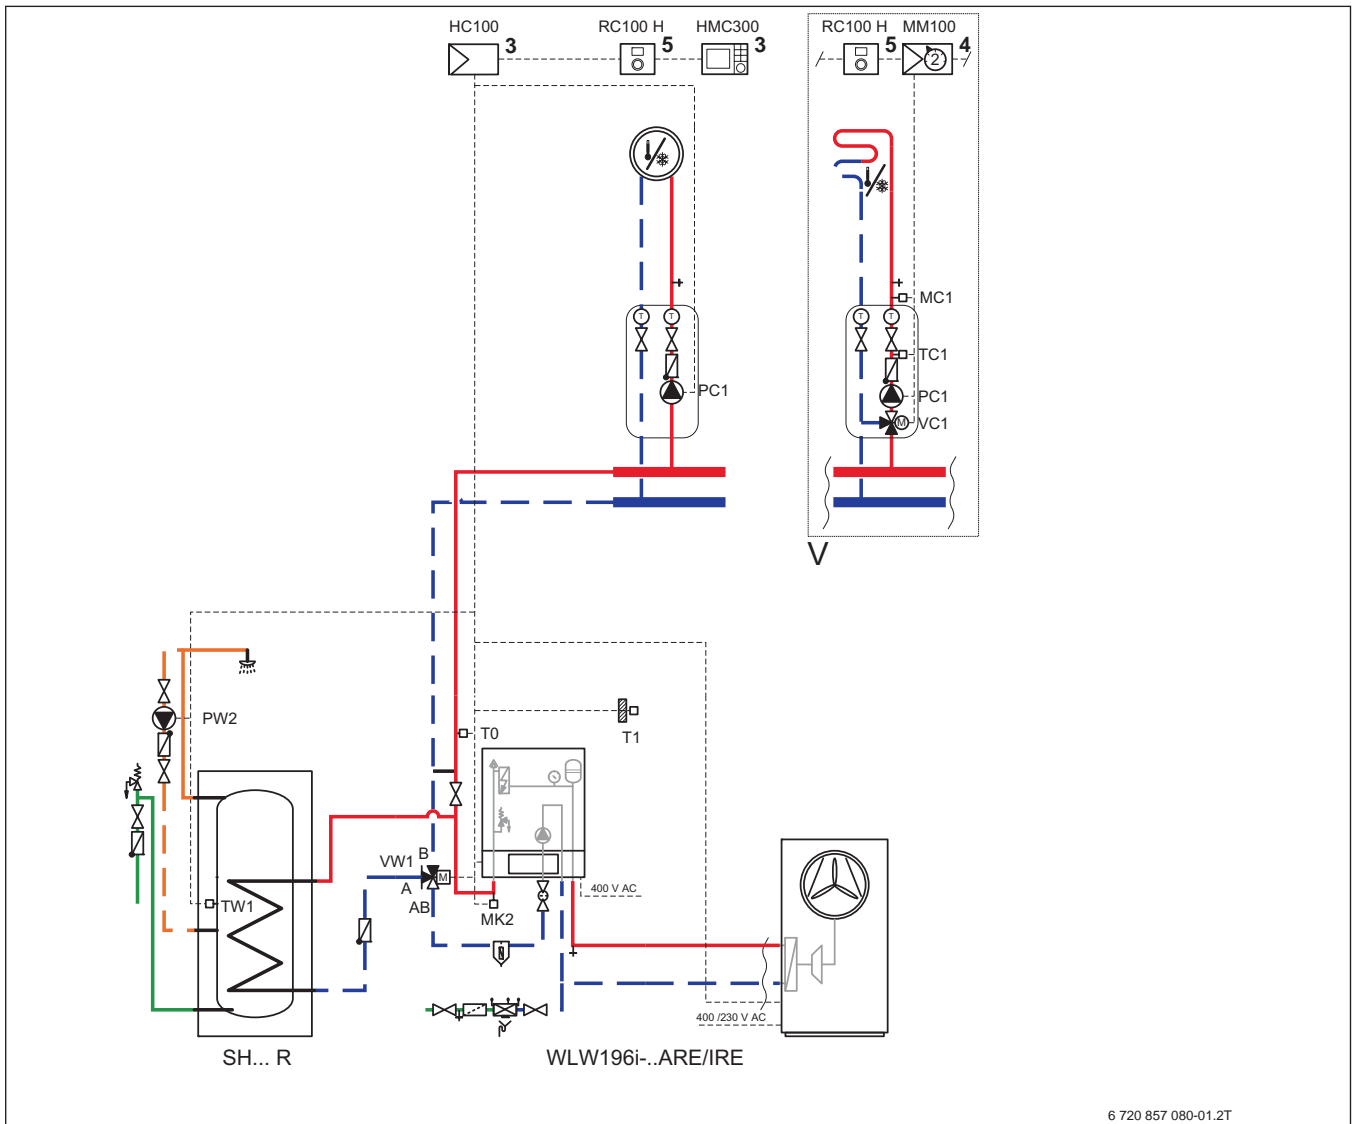 HC100
3
RC100 H
5
HMC300
3
RC100 H
5
MM100
4
2
T
T
PC1
T
T
MC1
TC1
PC1
M
VC1
V
PW2
T0
T1
VW1
B
A
M
AB
MK2
TW1
400 V AC
400 /230 V AC
SH... R
WLW196i-..ARE/IRE
6 720 857 080-01.2T